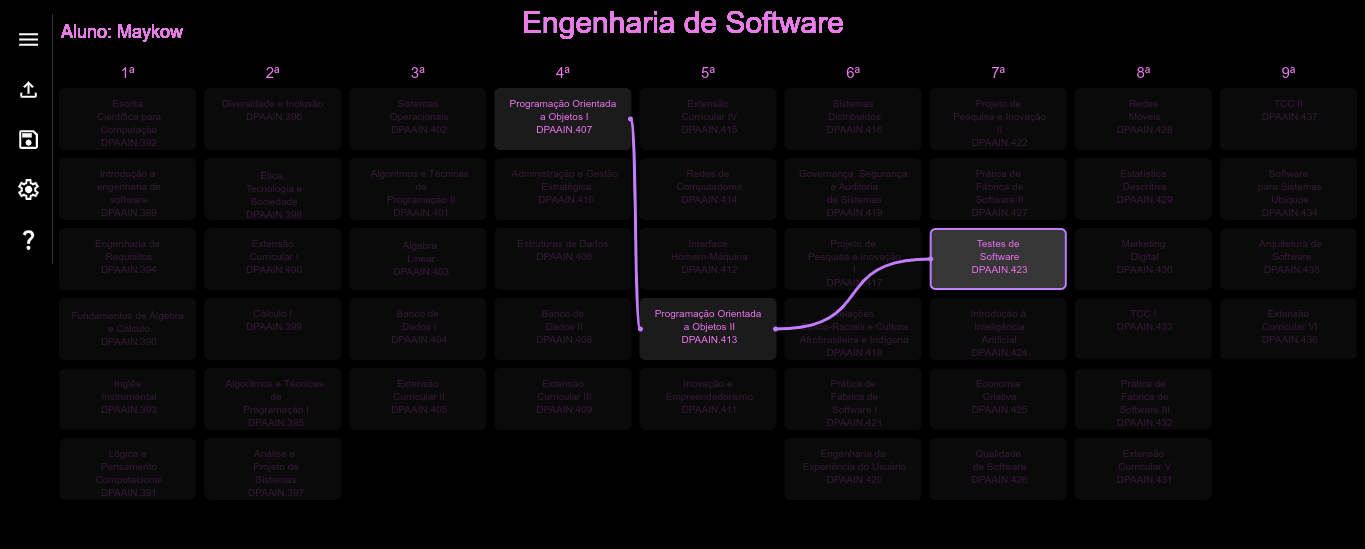 Engenharia de Software
Aluno: Maykow
1ª
2ª
3ª
4ª
5ª
6ª
7ª
8ª
9ª
Escrita
Científica para
Computação
DPAAIN.392
Diversidade e Inclusão
DPAAIN.396
Sistemas
Operacionais
DPAAIN.402
Programação Orientada
a Objetos I
DPAAIN.407
Extensão
Curricular IV
DPAAIN.415
Sistemas
Distribuídos
DPAAIN.416
Projeto de
Pesquisa e Inovação
II
DPAAIN.422
Redes
Móveis
DPAAIN.428
TCC II
DPAAIN.437
Introdução a
engenharia de
software
DPAAIN.389
Ética,
Tecnologia e
Sociedade
DPAAIN.398
Algoritmos e Técnicas
de
Programação II
DPAAIN.401
Administração e Gestão
Estratégica
DPAAIN.410
Redes de
Computadores
DPAAIN.414
Governança, Segurança
e Auditoria
de Sistemas
DPAAIN.419
Prática de
Fábrica de
Software II
DPAAIN.427
Estatística
Descritiva
DPAAIN.429
Software
para Sistemas
Ubíquos
DPAAIN.434
Engenharia de
Requisitos
DPAAIN.394
Extensão
Curricular I
DPAAIN.400
Álgebra
Linear
DPAAIN.403
Estruturas de Dados
DPAAIN.406
Interface
Homem-Máquina
DPAAIN.412
Projeto de
Pesquisa e Inovação
I
DPAAIN.417
Testes de
Software
DPAAIN.423
Marketing
Digital
DPAAIN.430
Arquitetura de
Software
DPAAIN.435
Fundamentos de Álgebra
e Cálculo
DPAAIN.390
Cálculo I
DPAAIN.399
Banco de
Dados I
DPAAIN.404
Banco de
Dados II
DPAAIN.408
Programação Orientada
a Objetos II
DPAAIN.413
e Cultura
Afrobrasileira e Indígena
DPAAIN.418
Introdução à
Inteligência
Artificial
DPAAIN.424
TCC I
DPAAIN.433
Extensão
Curricular VI
DPAAIN.436
Inglês
Instrumental
DPAAIN.393
Algoritmos e Técnicas
de
Programação I
DPAAIN.395
Extensão
Curricular II
DPAAIN.405
Extensão
Curricular III
DPAAIN.409
Inovação e
Empreendedorismo
DPAAIN.411
Prática de
Fábrica de
Software I
DPAAIN.421
Economia
Criativa
DPAAIN.425
Prática de
Fábrica de
Software III
DPAAIN.432
Lógica e
Pensamento
Computacional
DPAAIN.391
Análise e
Projeto de
Sistemas
DPAAIN.397
Engenharia da
Experiência do Usuário
DPAAIN.420
Qualidade
de Software
DPAAIN.426
Extensão
Curricular V
DPAAIN.431